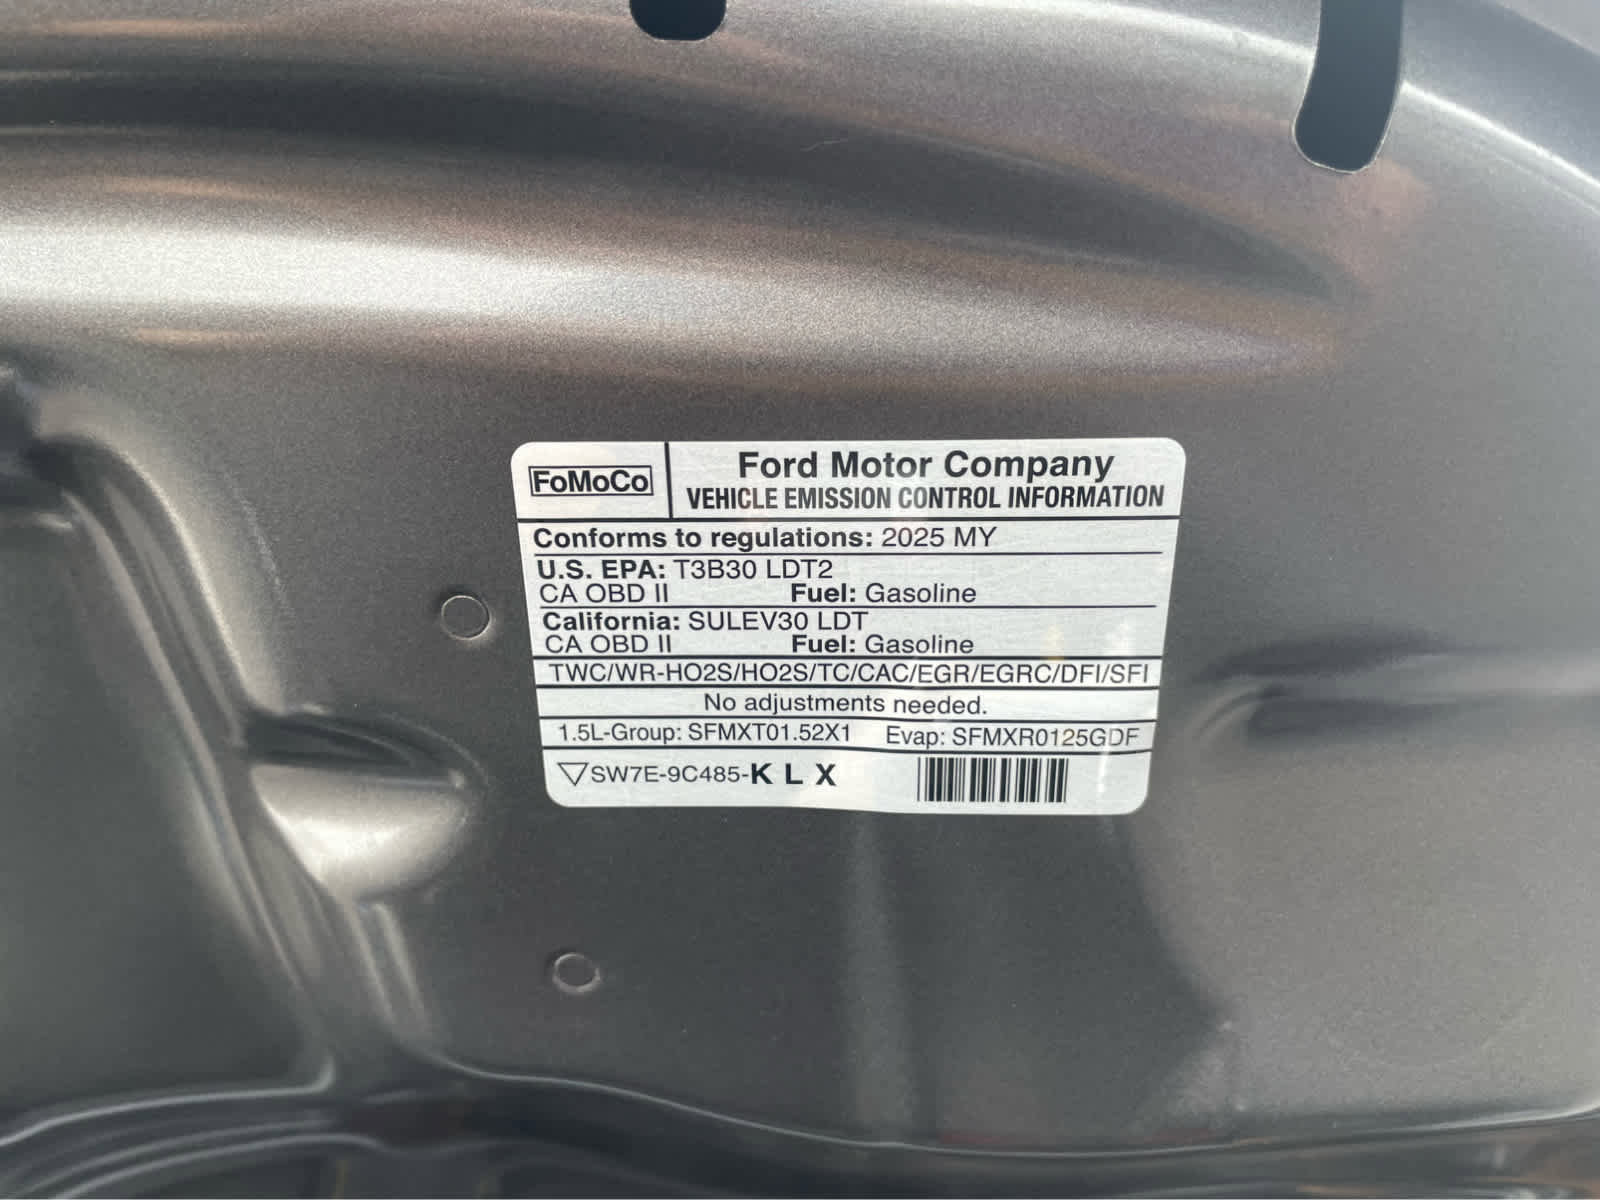 FoMoCo
Ford Motor Company
VEHICLE EMISSION CONTROL INFORMATION
Conforms to regulations: 2025 MY
U.S. EPA: T3B30 LDT2
CA OBD II Fuel: Gasoline
California: SULEV30 LDT
CA OBD II Fuel: Gasoline
TWC/WR-HO2S/HO2S/TC/CAC/EGR/EGRC/DFI/SFI
No adjustments needed.
1.5L-Group: SFMXT01.52X1 Evap: SFMXR0125GDF
SW7E-9C485-K L X